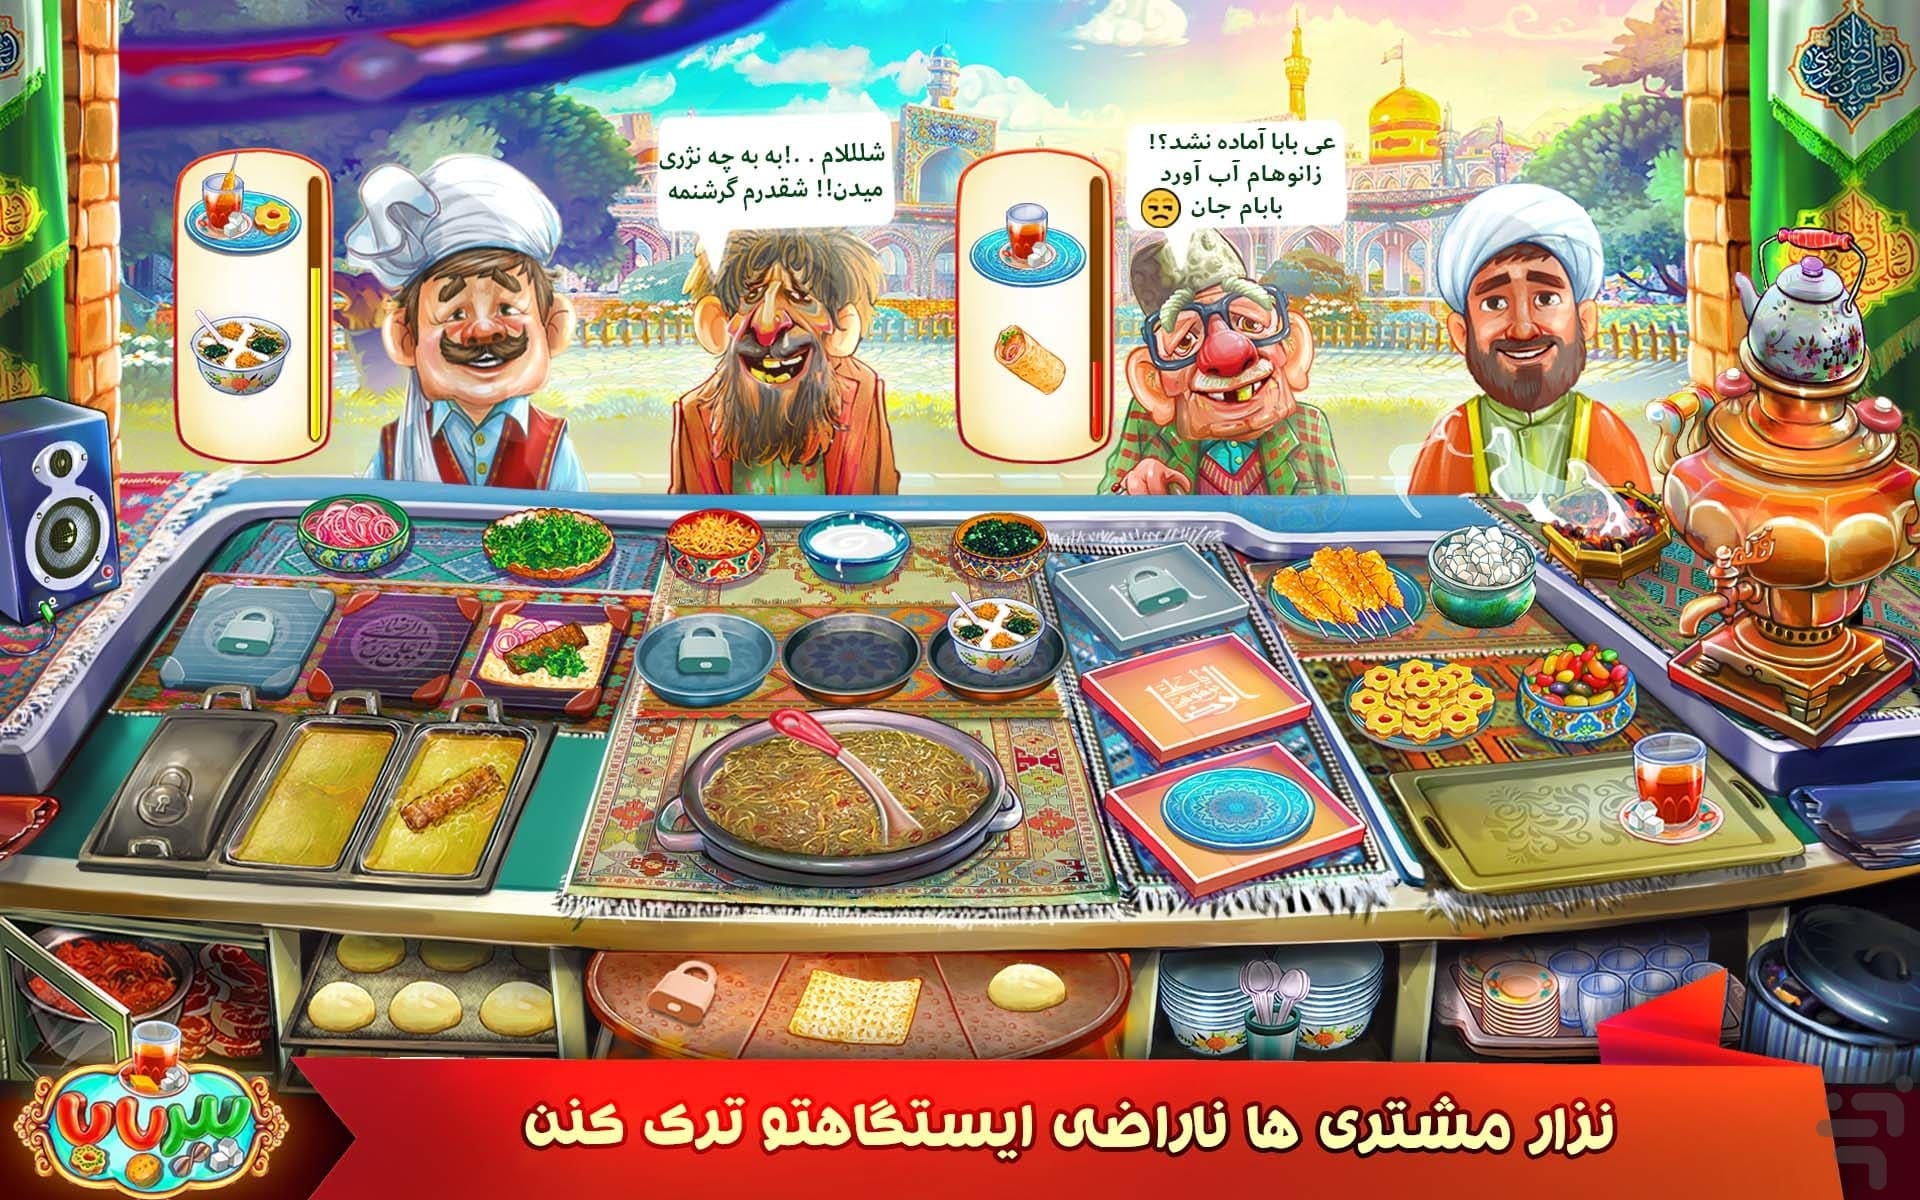 شلللام . .!به به چه نژری
میدن!! شقدرم گرشنمه
عی بابا آماده نشد؟!
زانوهام آب آورد
بابام جان
نزار مشتری ها ناراضی ایستگاهتو ترک کنن